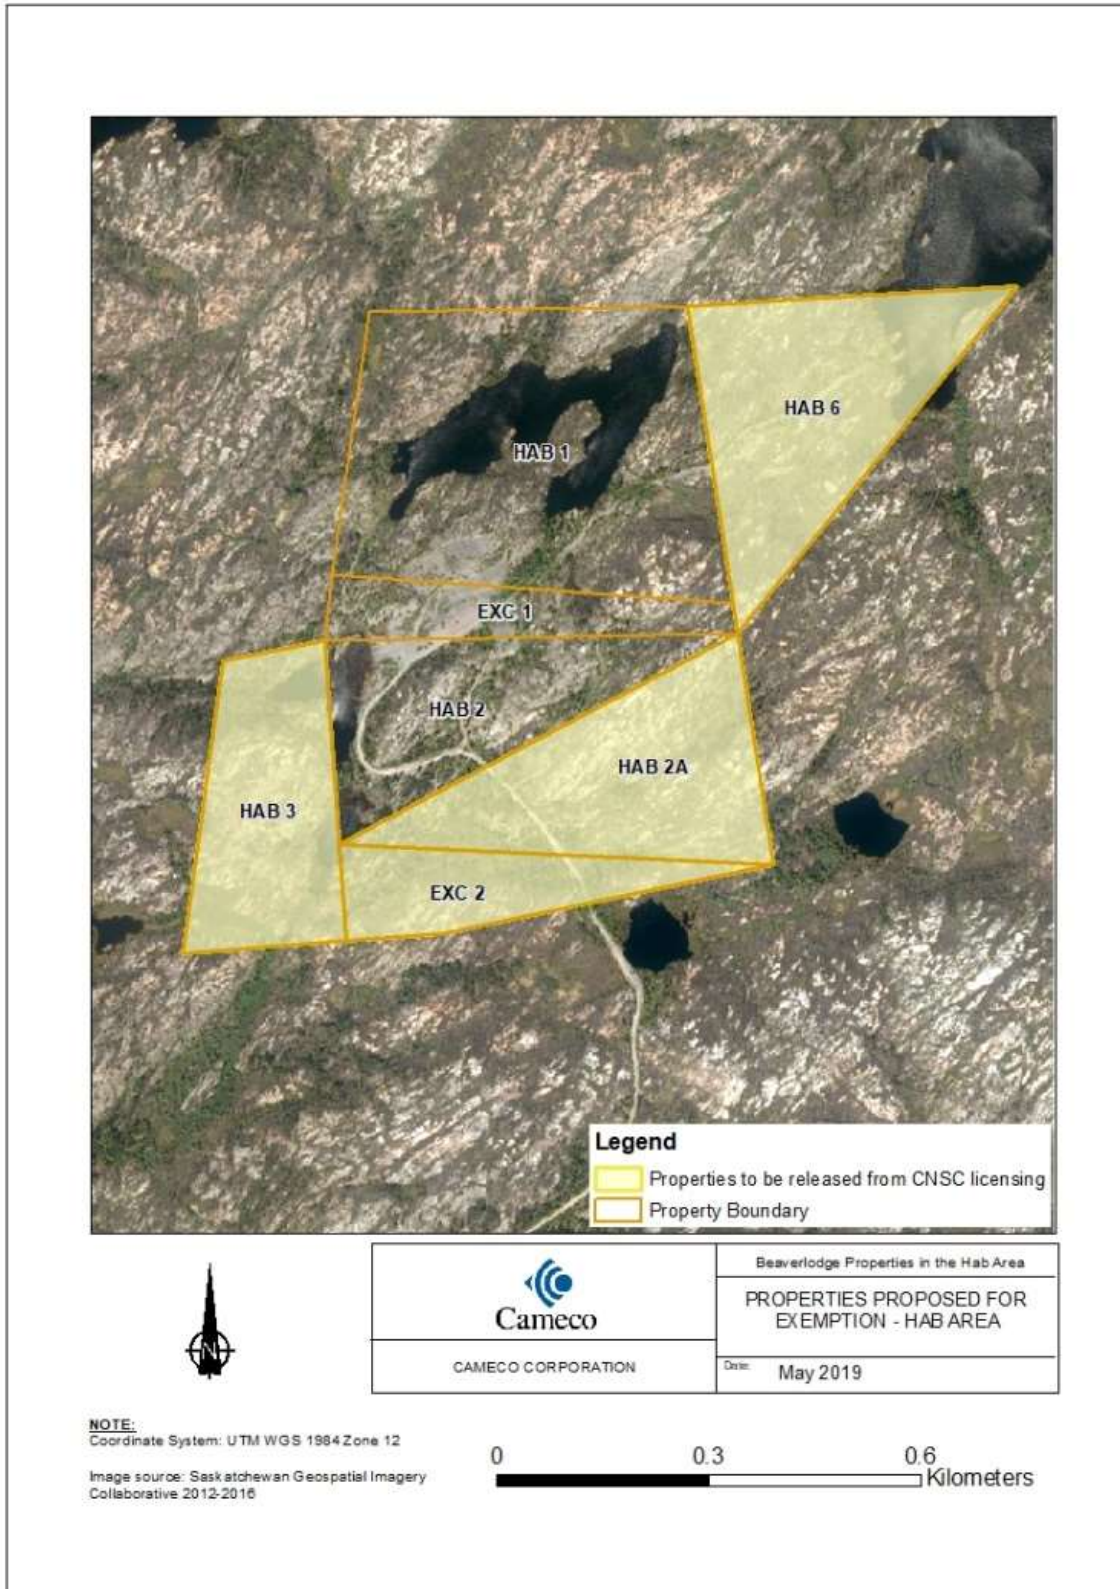 HAB 6
HAB 1
EXC 1
HAB 2
HAB 2A
HAB 3
EXC 2
Legend
Properties to be released from CNSC licensing
Property Boundary
N
Cameco
CAMECO CORPORATION
Beaverlodge Properties in the Hab Area
PROPERTIES PROPOSED FOR
EXEMPTION - HAB AREA
Date: May 2019
NOTE:
Coordinate System: UTM WGS 1984 Zone 12
Image source: Saskatchewan Geospatial Imagery
Collaborative 2012-2016
0 0.3 0.6
Kilometers